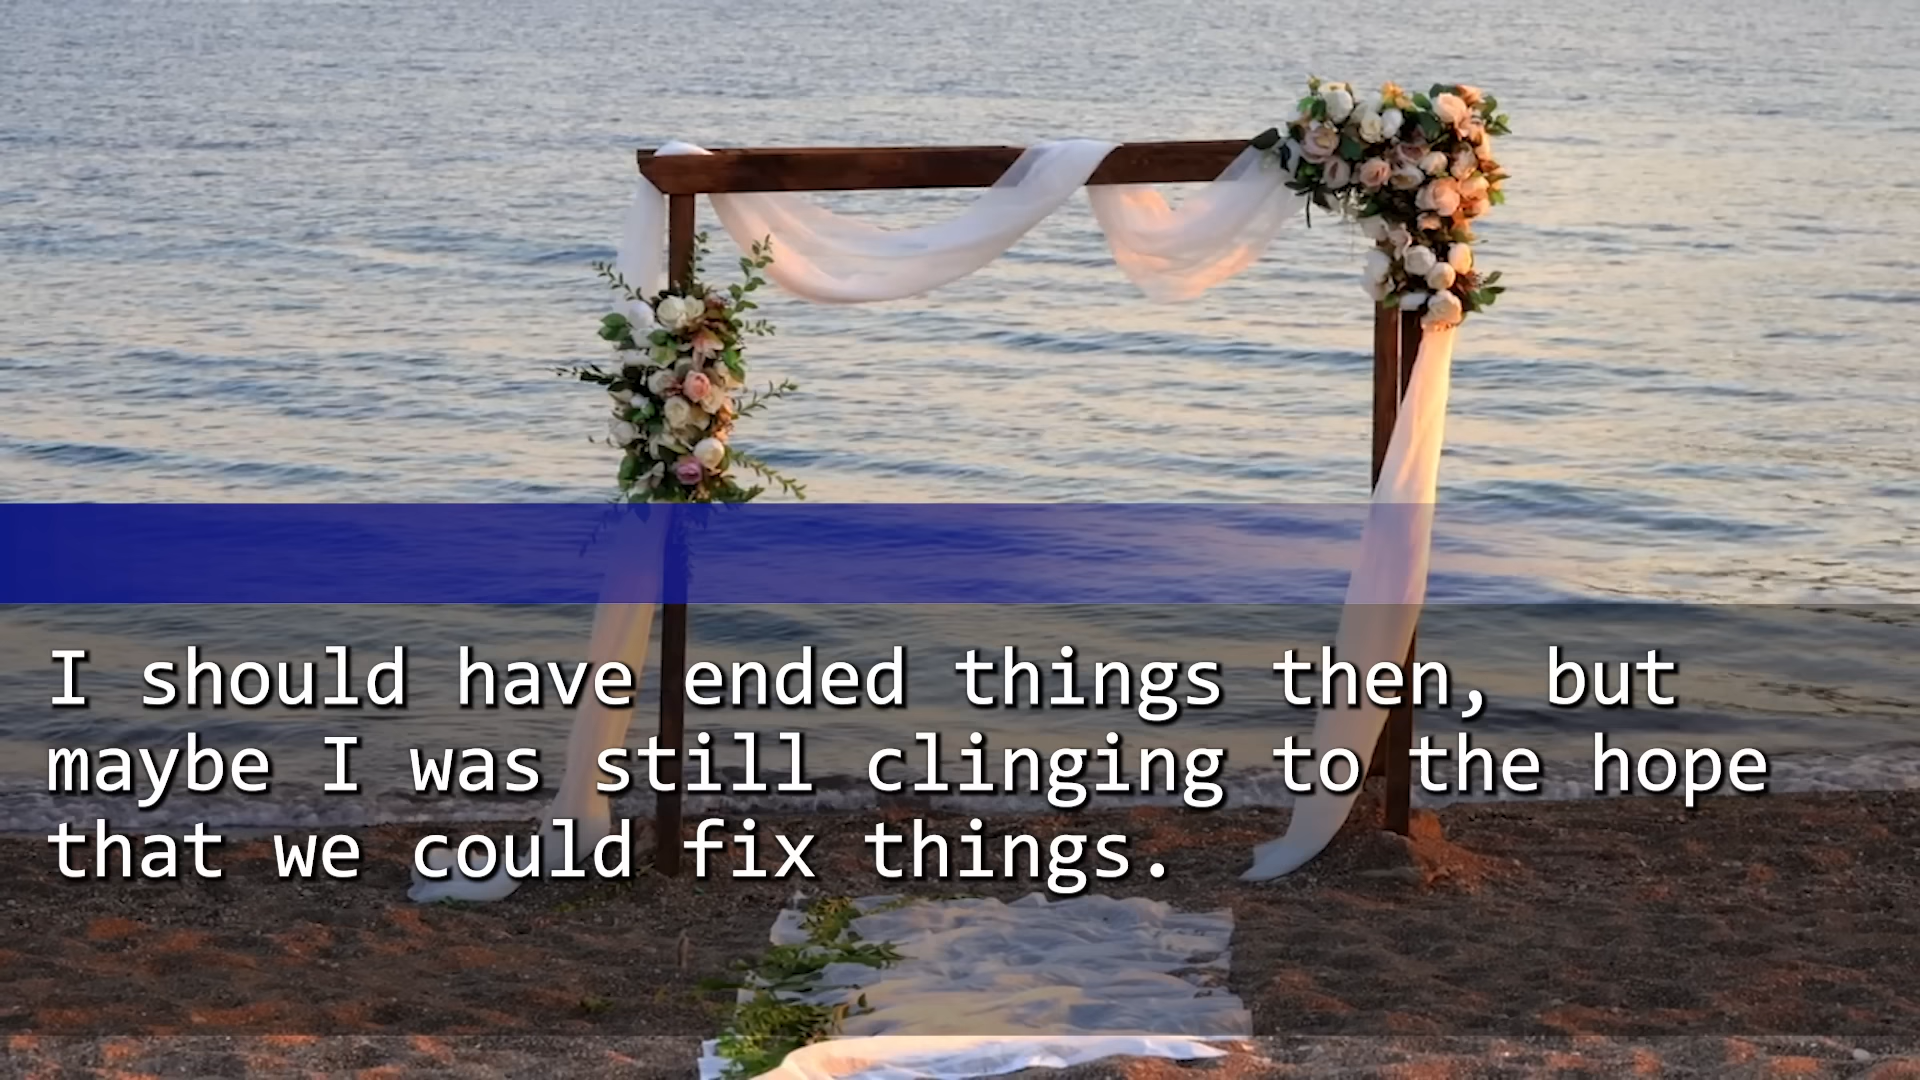 I should have ended things then, but
maybe I was still clinging to the hope
that we could fix things.